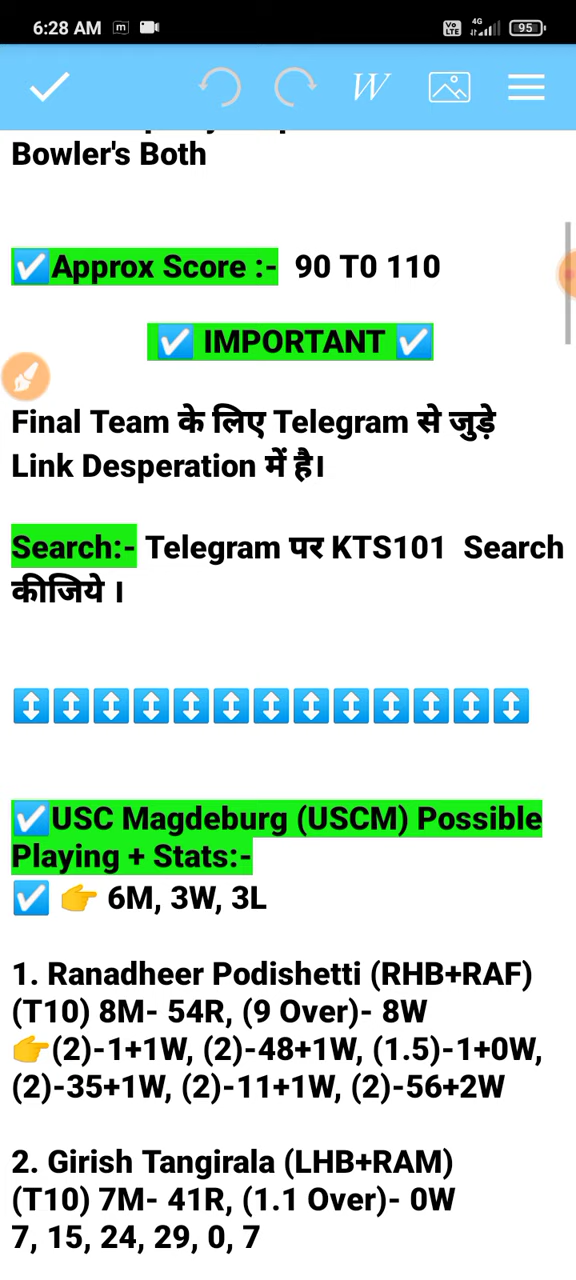 6:28 AM
VoLTE 4G 95
W
Bowler's Both
✅Approx Score :- 90 T0 110
✅ IMPORTANT ✅
Final Team के लिए Telegram से जुड़े
Link Desperation में है।
Search:- Telegram पर KTS101 Search
कीजिये ।
↕️↕️↕️↕️↕️↕️↕️↕️↕️↕️↕️↕️↕️
✅USC Magdeburg (USCM) Possible
Playing + Stats:-
✅ 👉 6M, 3W, 3L
1. Ranadheer Podishetti (RHB+RAF)
(T10) 8M- 54R, (9 Over)- 8W
👉(2)-1+1W, (2)-48+1W, (1.5)-1+0W,
(2)-35+1W, (2)-11+1W, (2)-56+2W
2. Girish Tangirala (LHB+RAM)
(T10) 7M- 41R, (1.1 Over)- 0W
7, 15, 24, 29, 0, 7